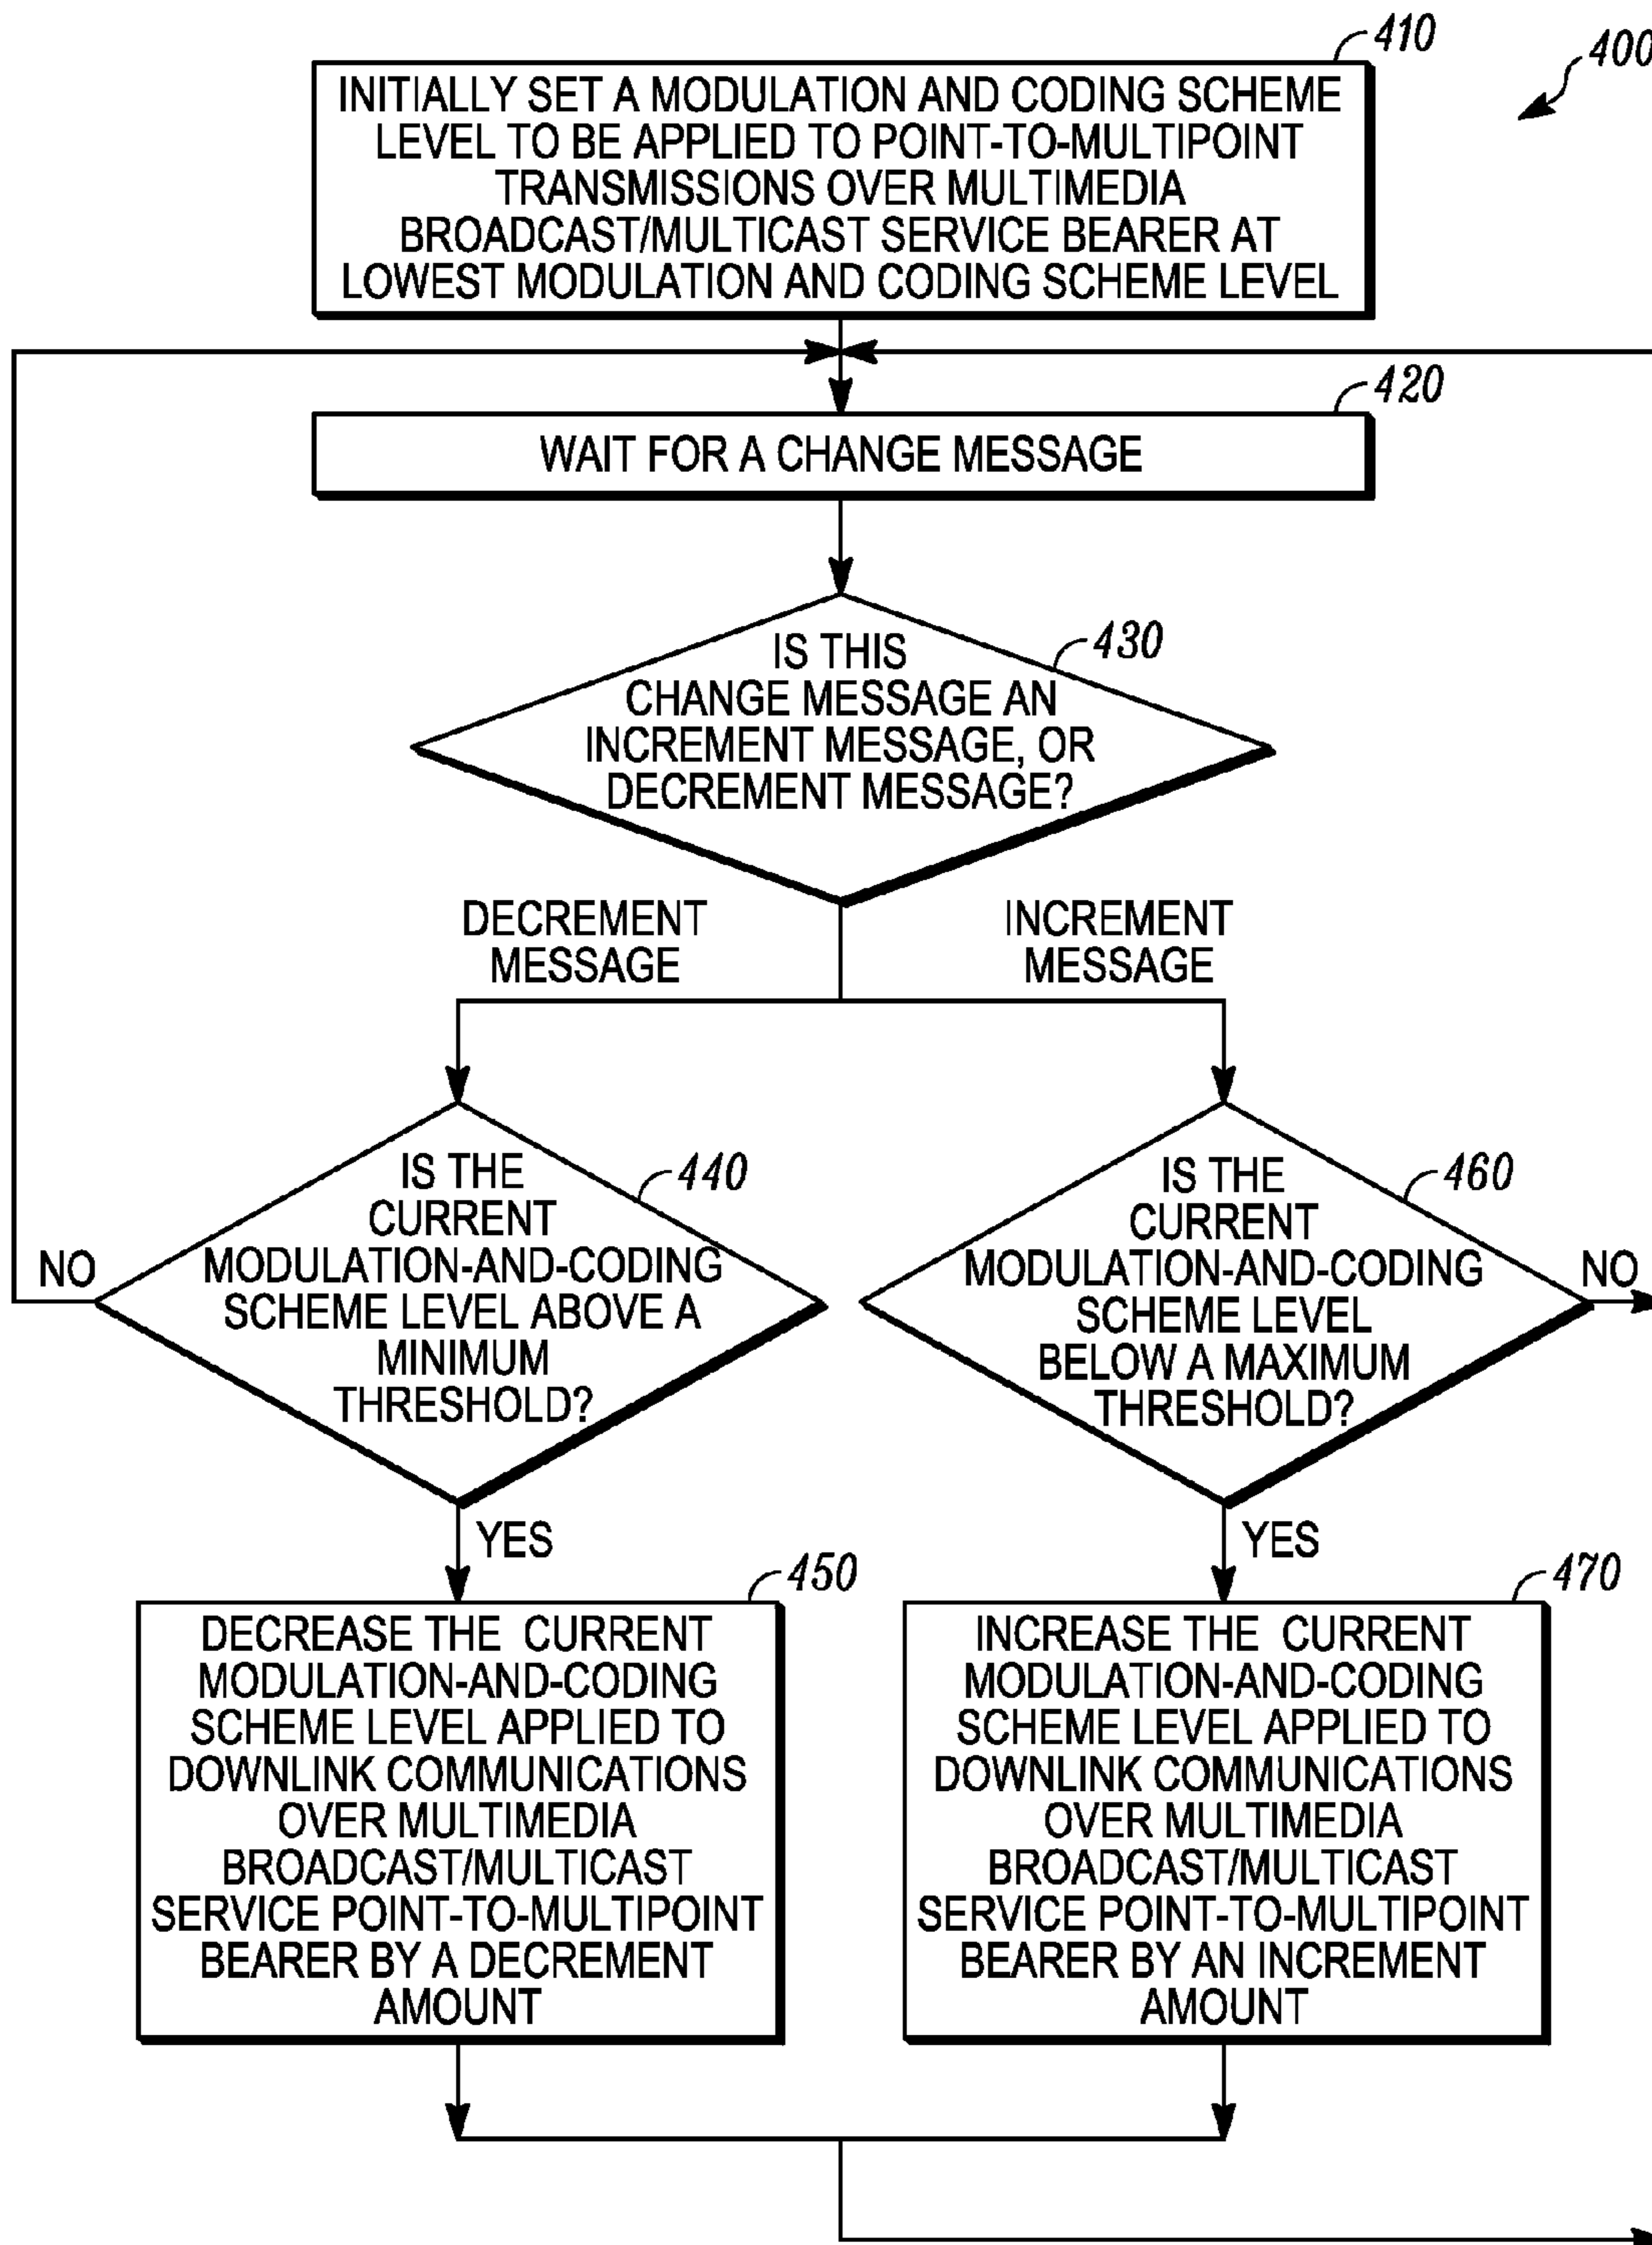 410
400
INITIALLY SET A MODULATION AND CODING SCHEME
LEVEL TO BE APPLIED TO POINT-TO-MULTIPOINT
TRANSMISSIONS OVER MULTIMEDIA
BROADCAST/MULTICAST SERVICE BEARER AT
LOWEST MODULATION AND CODING SCHEME LEVEL
420
WAIT FOR A CHANGE MESSAGE
430
IS THIS
CHANGE MESSAGE AN
INCREMENT MESSAGE, OR
DECREMENT MESSAGE?
DECREMENT
MESSAGE
INCREMENT
MESSAGE
440
IS THE
CURRENT
MODULATION-AND-CODING
SCHEME LEVEL ABOVE A
MINIMUM
THRESHOLD?
NO
YES
460
IS THE
CURRENT
MODULATION-AND-CODING
SCHEME LEVEL
BELOW A MAXIMUM
THRESHOLD?
NO
YES
450
DECREASE THE CURRENT
MODULATION-AND-CODING
SCHEME LEVEL APPLIED TO
DOWNLINK COMMUNICATIONS
OVER MULTIMEDIA
BROADCAST/MULTICAST
SERVICE POINT-TO-MULTIPOINT
BEARER BY A DECREMENT
AMOUNT
470
INCREASE THE CURRENT
MODULATION-AND-CODING
SCHEME LEVEL APPLIED TO
DOWNLINK COMMUNICATIONS
OVER MULTIMEDIA
BROADCAST/MULTICAST
SERVICE POINT-TO-MULTIPOINT
BEARER BY AN INCREMENT
AMOUNT